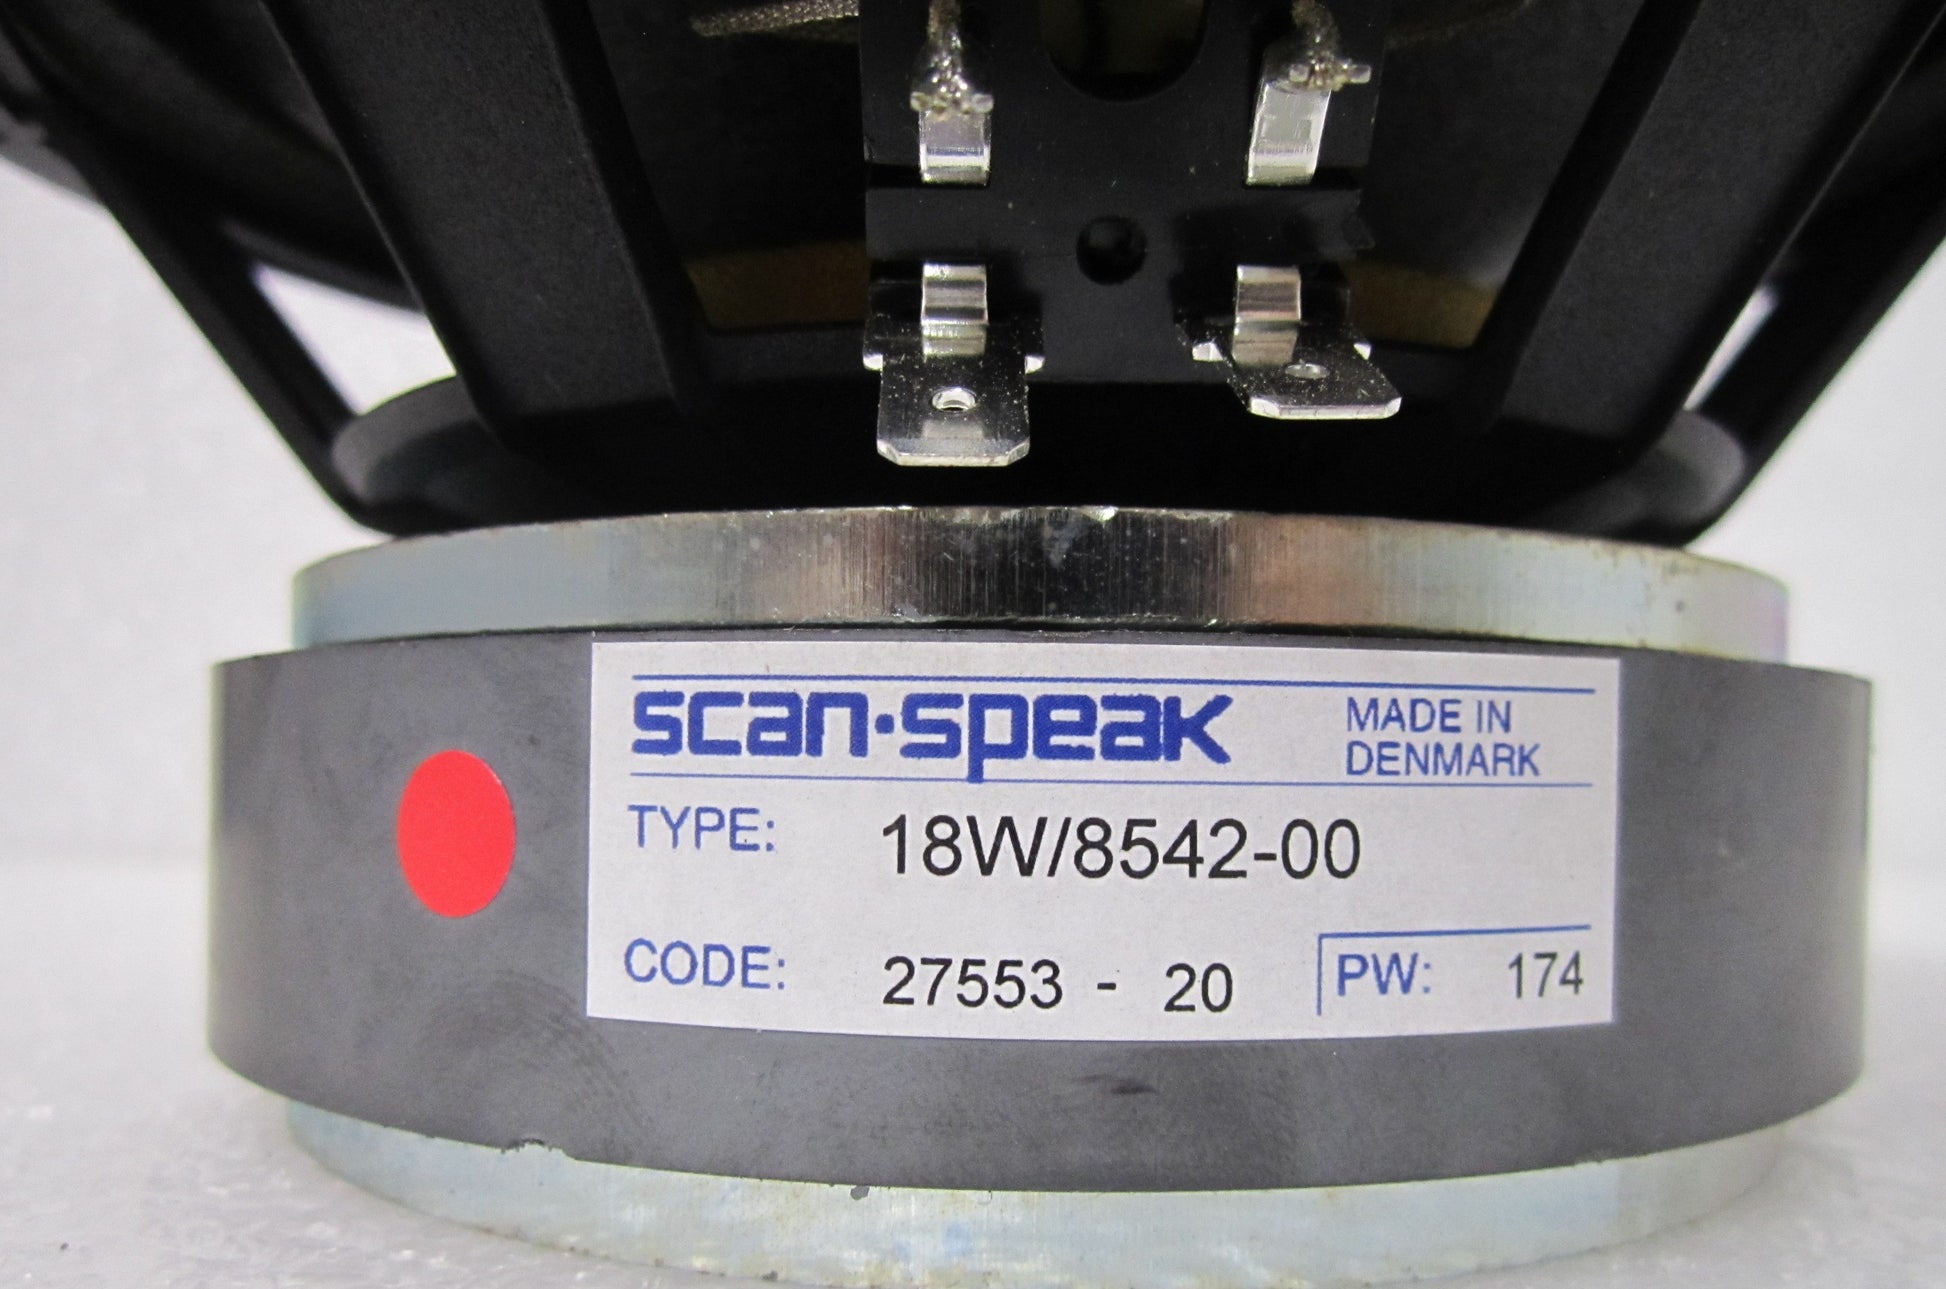 scan·speak
MADE IN
DENMARK
TYPE: 18W/8542-00
CODE: 27553 - 20 PW: 174